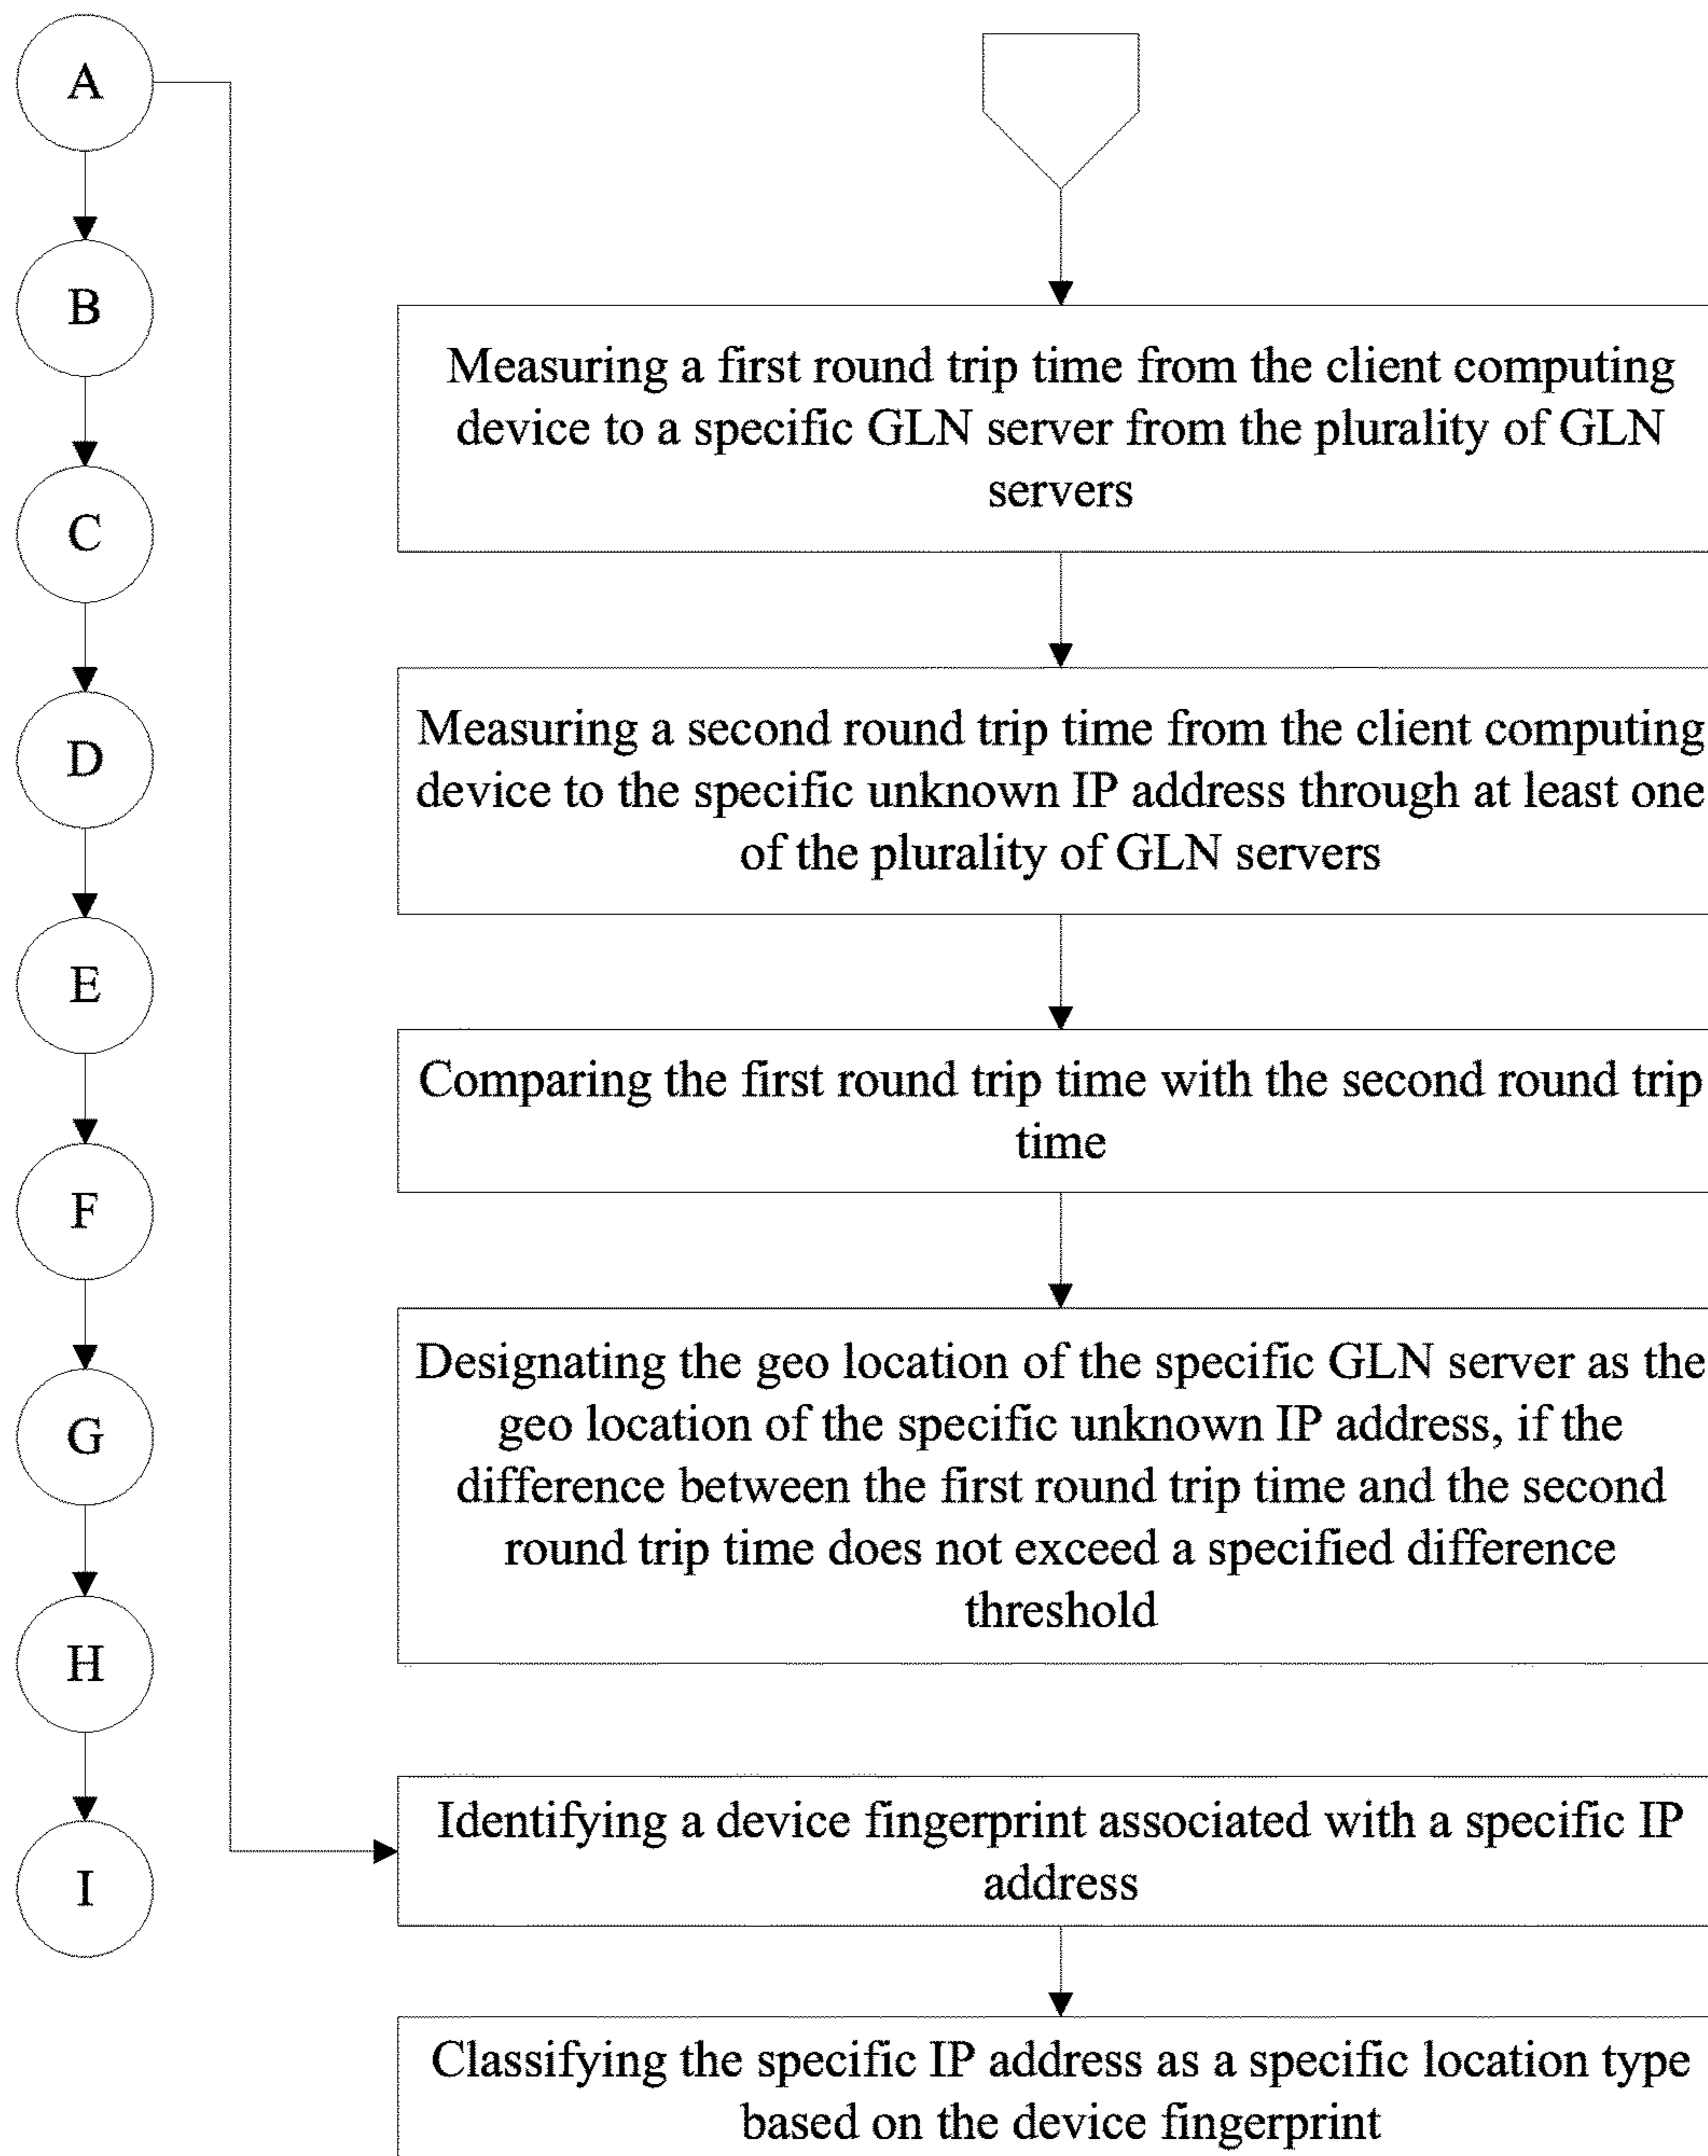 A
B
C
D
E
F
G
H
I
Measuring a first round trip time from the client computing
device to a specific GLN server from the plurality of GLN
servers
Measuring a second round trip time from the client computing
device to the specific unknown IP address through at least one
of the plurality of GLN servers
Comparing the first round trip time with the second round trip
time
Designating the geo location of the specific GLN server as the
geo location of the specific unknown IP address, if the
difference between the first round trip time and the second
round trip time does not exceed a specified difference
threshold
Identifying a device fingerprint associated with a specific IP
address
Classifying the specific IP address as a specific location type
based on the device fingerprint